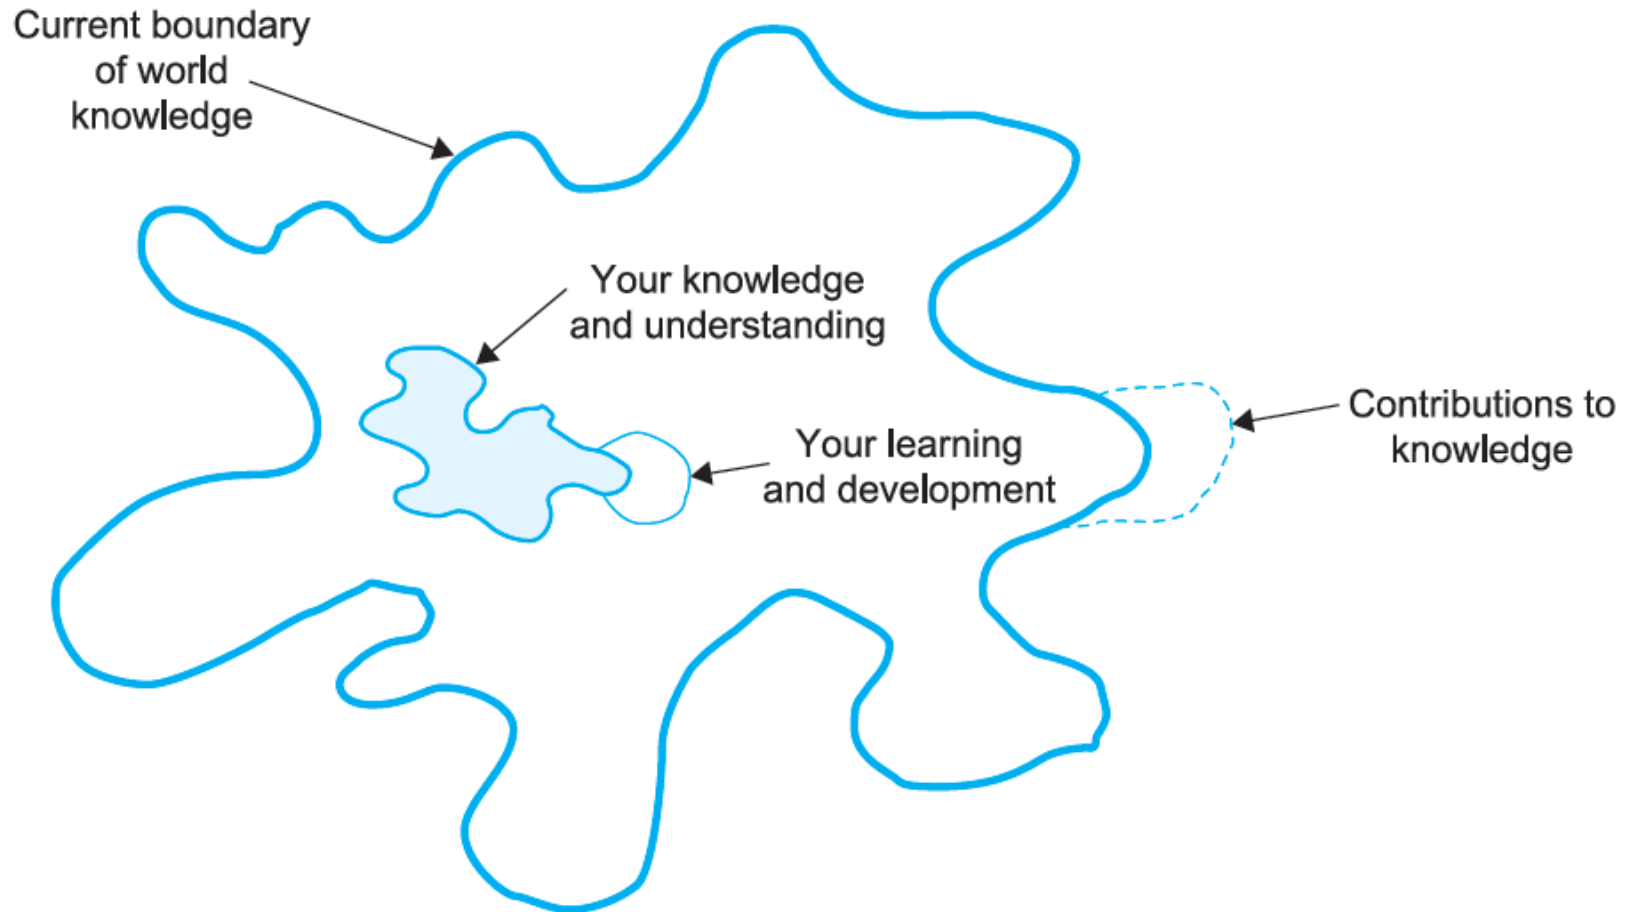 Current boundary
of world
knowledge
Your knowledge
and understanding
Your learning
and development
Contributions to
knowledge